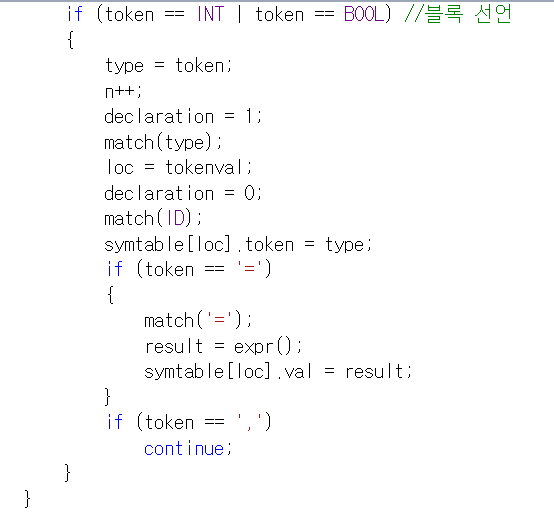 if (token == INT | token == BOOL) //블록 선언
{
type = token;
n++;
declaration = 1;
match(type);
loc = tokenval;
declaration = 0;
match(ID);
symtable[loc].token = type;
if (token == '=')
{
match('=');
result = expr();
symtable[loc].val = result;
}
if (token == ',')
continue;
}
}